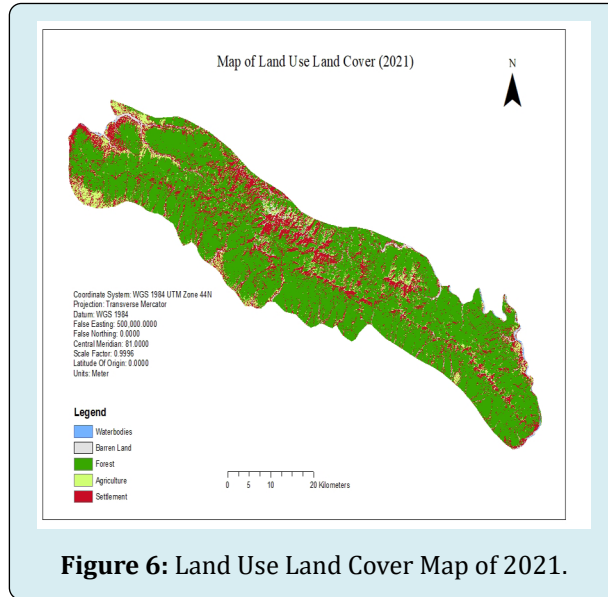 Map of Land Use Land Cover (2021)
N
Coordinate System: WGS 1984 UTM Zone 44N
Projection: Transverse Mercator
Datum: WGS 1984
False Easting: 500,000.0000
False Northing: 0.0000
Central Meridian: 81.0000
Scale Factor: 0.9996
Latitude Of Origin: 0.0000
Units: Meter
Legend
Waterbodies
Barren Land
Forest
Agriculture
Settlement
0 5 10 20 Kilometers
Figure 6: Land Use Land Cover Map of 2021.